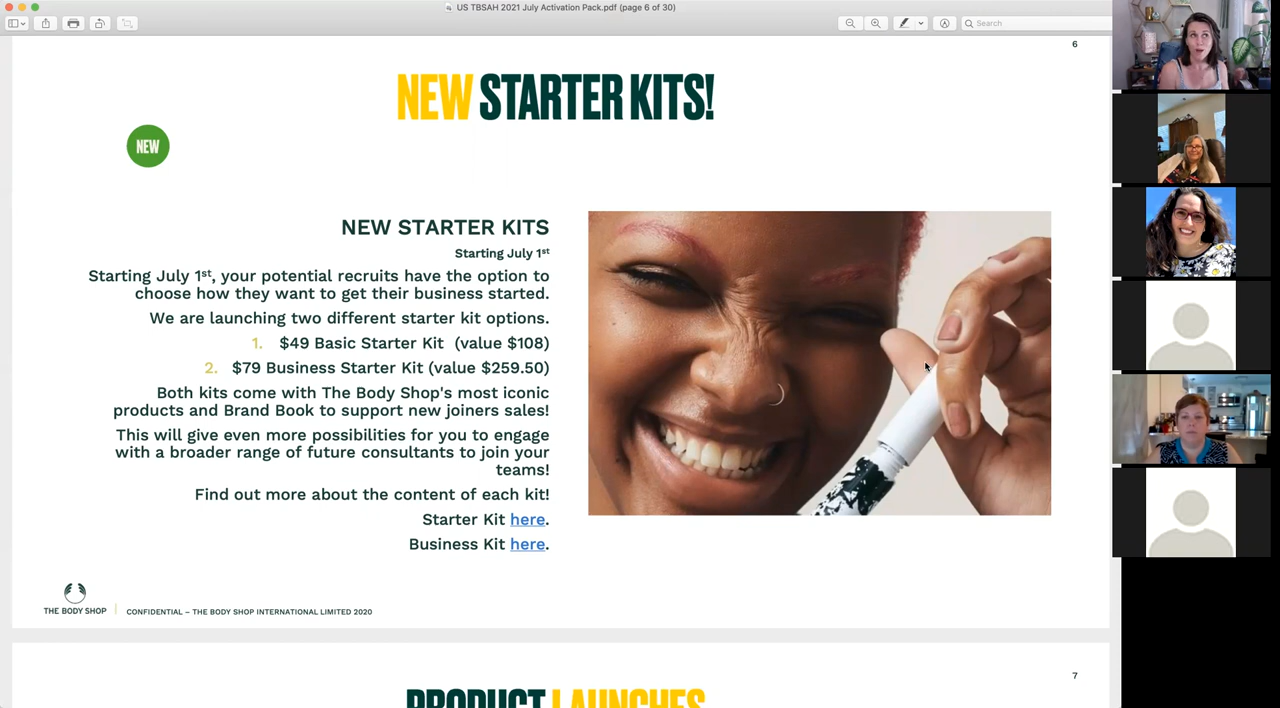 US TBSAH 2021 July Activation Pack.pdf (page 6 of 30)
Search
6
NEW STARTER KITS!
NEW
NEW STARTER KITS
Starting July 1st
Starting July 1st, your potential recruits have the option to
choose how they want to get their business started.
We are launching two different starter kit options.
1. $49 Basic Starter Kit (value $108)
2. $79 Business Starter Kit (value $259.50)
Both kits come with The Body Shop's most iconic
products and Brand Book to support new joiners sales!
This will give even more possibilities for you to engage
with a broader range of future consultants to join your
teams!
Find out more about the content of each kit!
Starter Kit here.
Business Kit here.
THE BODY SHOP
CONFIDENTIAL – THE BODY SHOP INTERNATIONAL LIMITED 2020
7
PRODUCT LAUNCHES